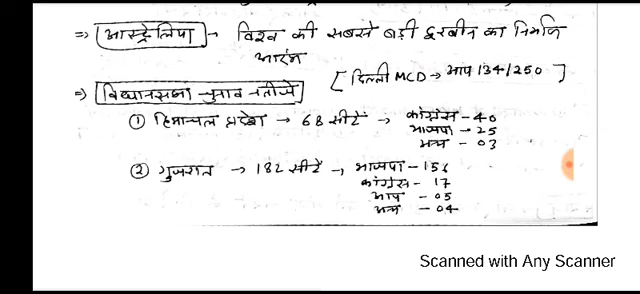 ⇒ आस्ट्रेलिया → विश्व की सबसे बड़ी दूरबीन का निर्माण
आरंभ
[दिल्ली MCD → आप 134/250]
⇒ विधानसभा चुनाव नतीजे
① हिमाचल प्रदेश → 68 सीटें → कांग्रेस - 40
भाजपा - 25
अन्य - 03
② गुजरात → 182 सीटें → भाजपा - 156
कांग्रेस - 17
आप - 05
अन्य - 04
Scanned with Any Scanner